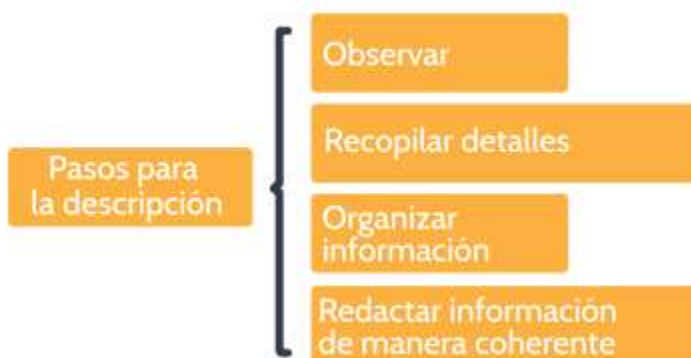 Pasos para
la descripción
Observar
Recopilar detalles
Organizar
información
Redactar información
de manera coherente